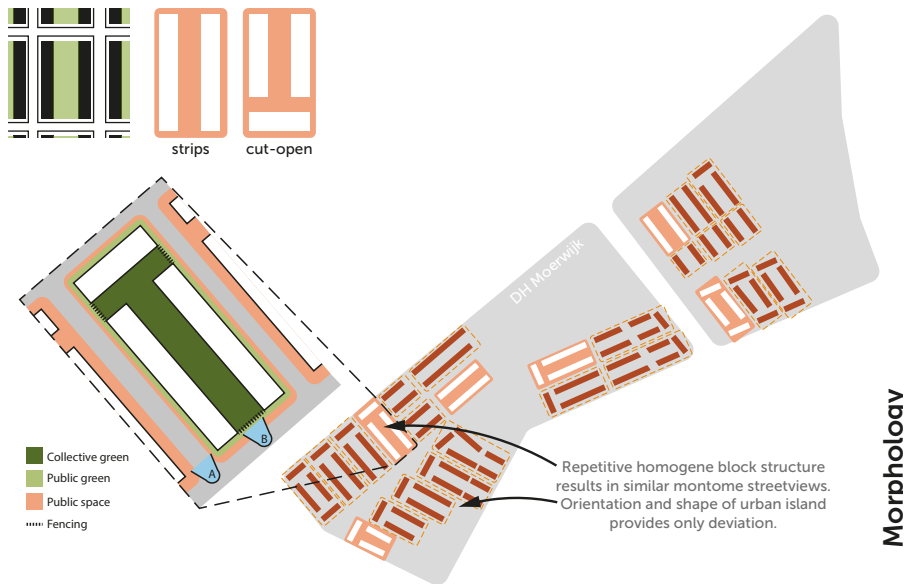 strips
cut-open
DH Moerwijk
Collective green
Public green
Public space
Fencing
A
B
Repetitive homogene block structure
results in similar montome streetviews.
Orientation and shape of urban island
provides only deviation.
Morphology